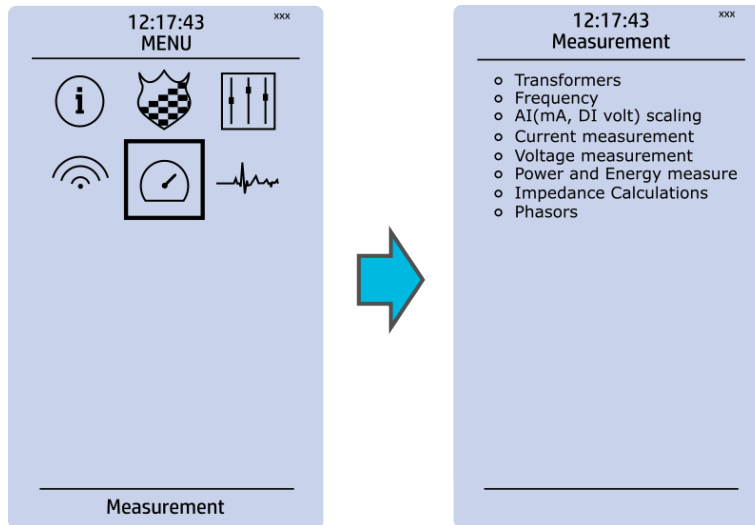 12:17:43
xxx
MENU
i
Measurement
12:17:43
xxx
Measurement
Transformers
Frequency
AI(mA, DI volt) scaling
Current measurement
Voltage measurement
Power and Energy measure
Impedance Calculations
Phasors